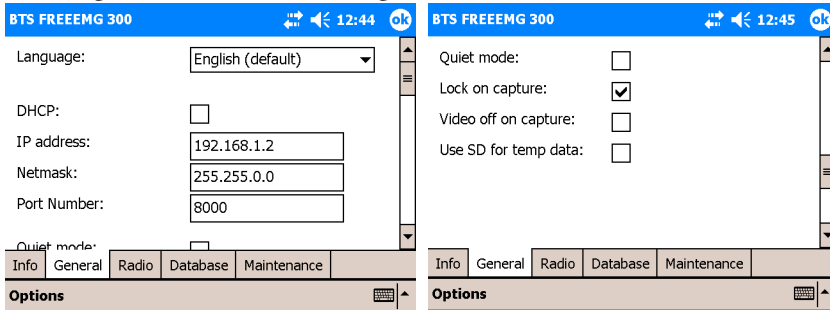 BTS FREEEMG 300 12:44 ok
Language: English (default)
DHCP:
IP address: 192.168.1.2
Netmask: 255.255.0.0
Port Number: 8000
Quiet mode:
Info General Radio Database Maintenance
Options
BTS FREEEMG 300 12:45 ok
Quiet mode:
Lock on capture:
Video off on capture:
Use SD for temp data:
Info General Radio Database Maintenance
Options